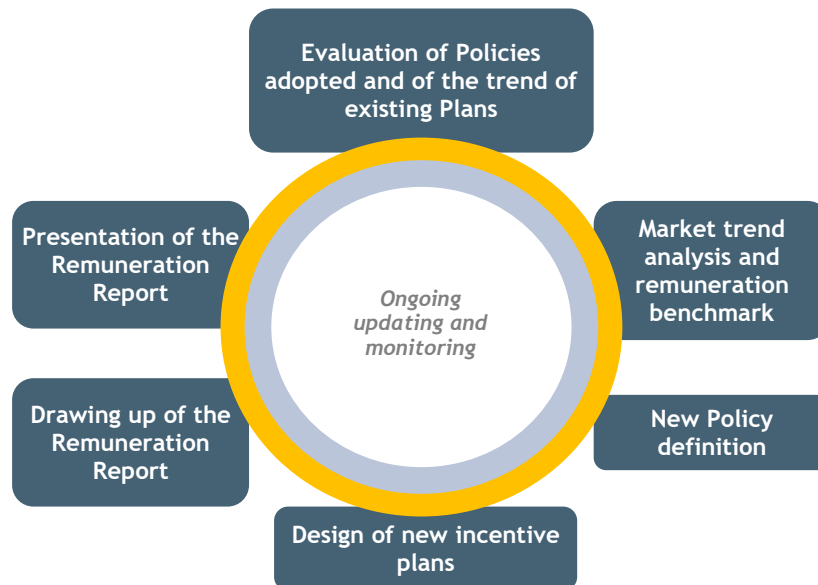 Evaluation of Policies
adopted and of the trend of
existing Plans
Market trend
analysis and
remuneration
benchmark
New Policy
definition
Design of new incentive
plans
Drawing up of the
Remuneration
Report
Presentation of the
Remuneration
Report
Ongoing
updating and
monitoring